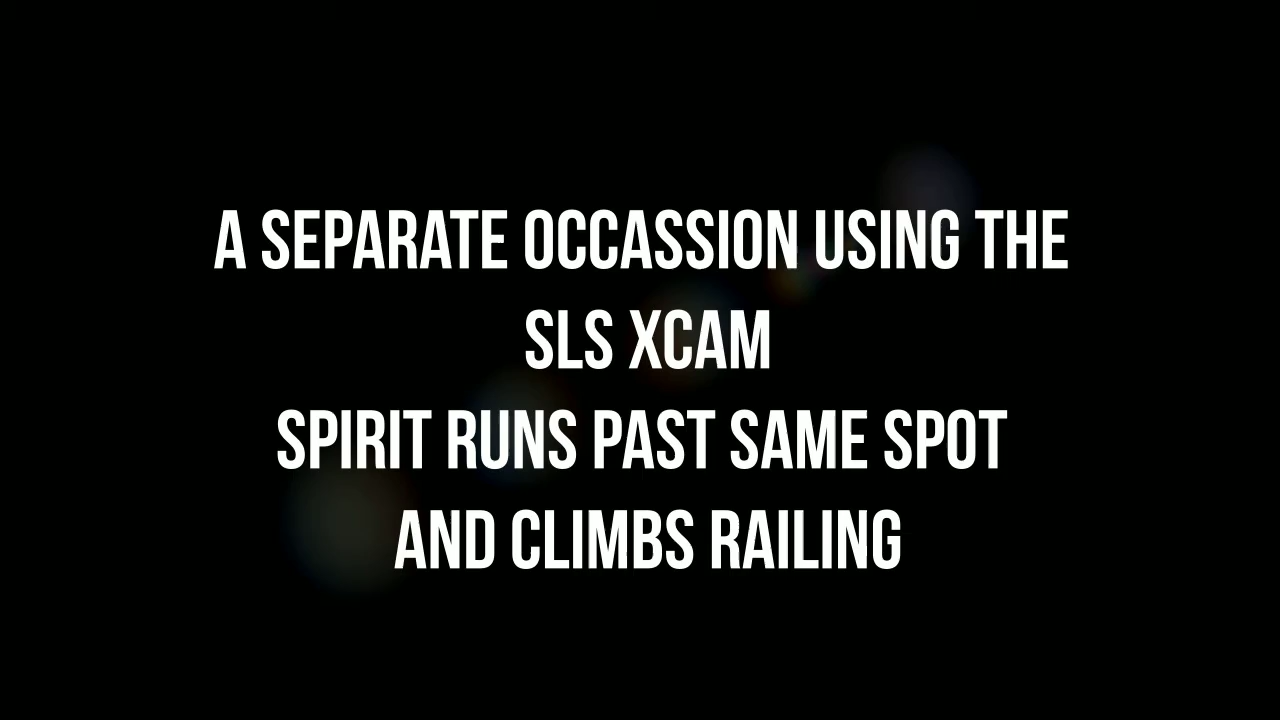 A SEPARATE OCCASSION USING THE
SLS XCAM
SPIRIT RUNS PAST SAME SPOT
AND CLIMBS RAILING